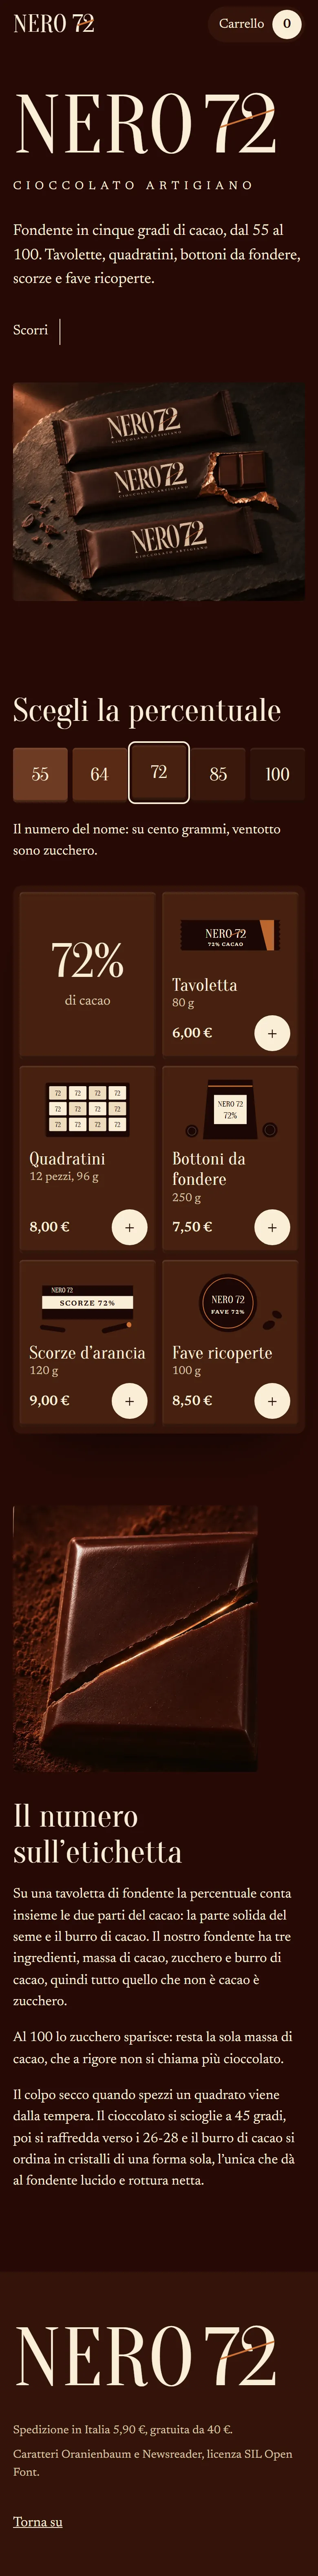 NERO 72
Carrello 0
NERO 72
CIOCCOLATO ARTIGIANO
Fondente in cinque gradi di cacao, dal 55 al
100. Tavolette, quadratini, bottoni da fondere,
scorze e fave ricoperte.
Scorri
NERO 72
CIOCCOLATO ARTIGIANO
NERO 72
CIOCCOLATO ARTIGIANO
NERO 72
CIOCCOLATO ARTIGIANO
Scegli la percentuale
55 64 72 85 100
Il numero del nome: su cento grammi, ventotto
sono zucchero.
72%
di cacao
NERO 72
72% CACAO
Tavoletta
80 g
6,00 € +
72 72 72 72
72 72 72 72
72 72 72 72
Quadratini
12 pezzi, 96 g
8,00 € +
NERO 72
72%
Bottoni da
fondere
250 g
7,50 € +
NERO 72
SCORZE 72%
Scorze d’arancia
120 g
9,00 € +
NERO 72
FAVE 72%
Fave ricoperte
100 g
8,50 € +
Il numero
sull’etichetta
Su una tavoletta di fondente la percentuale conta
insieme le due parti del cacao: la parte solida del
seme e il burro di cacao. Il nostro fondente ha tre
ingredienti, massa di cacao, zucchero e burro di
cacao, quindi tutto quello che non è cacao è
zucchero.
Al 100 lo zucchero sparisce: resta la sola massa di
cacao, che a rigore non si chiama più cioccolato.
Il colpo secco quando spezzi un quadrato viene
dalla tempera. Il cioccolato si scioglie a 45 gradi,
poi si raffredda verso i 26-28 e il burro di cacao si
ordina in cristalli di una forma sola, l’unica che dà
al fondente lucido e rottura netta.
NERO 72
Spedizione in Italia 5,90 €, gratuita da 40 €.
Caratteri Oranienbaum e Newsreader, licenza SIL Open
Font.
Torna su